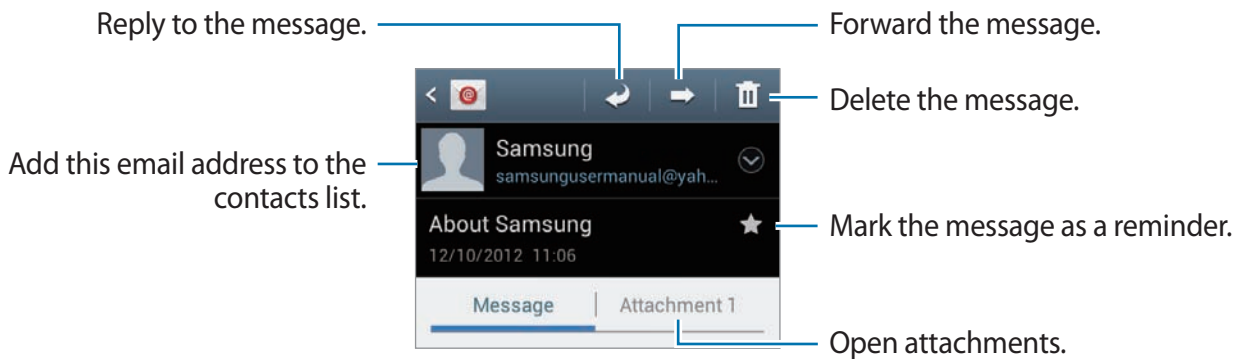 Reply to the message.
Forward the message.
Delete the message.
Samsung
samsungusermanual@yah...
Add this email address to the
contacts list.
About Samsung
12/10/2012 11:06
Mark the message as a reminder.
Message
Attachment 1
Open attachments.